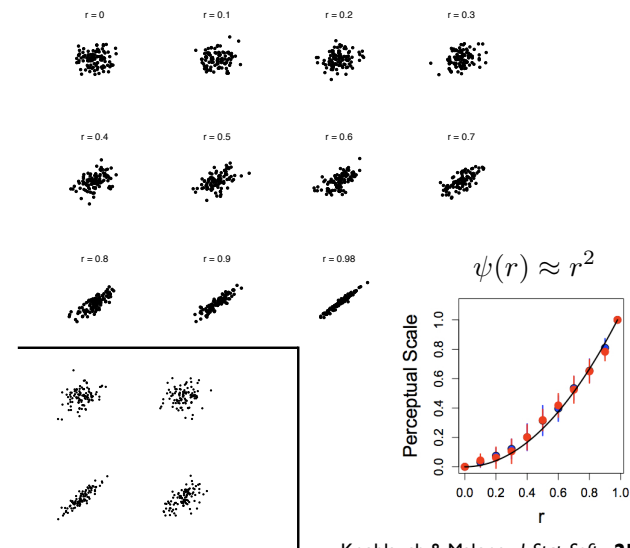 r = 0
r = 0.1
r = 0.2
r = 0.3
r = 0.4
r = 0.5
r = 0.6
r = 0.7
r = 0.8
r = 0.9
r = 0.98
ψ(r) ≈ r²
Perceptual Scale
1.0
0.8
0.6
0.4
0.2
0.0
0.0 0.2 0.4 0.6 0.8 1.0
r